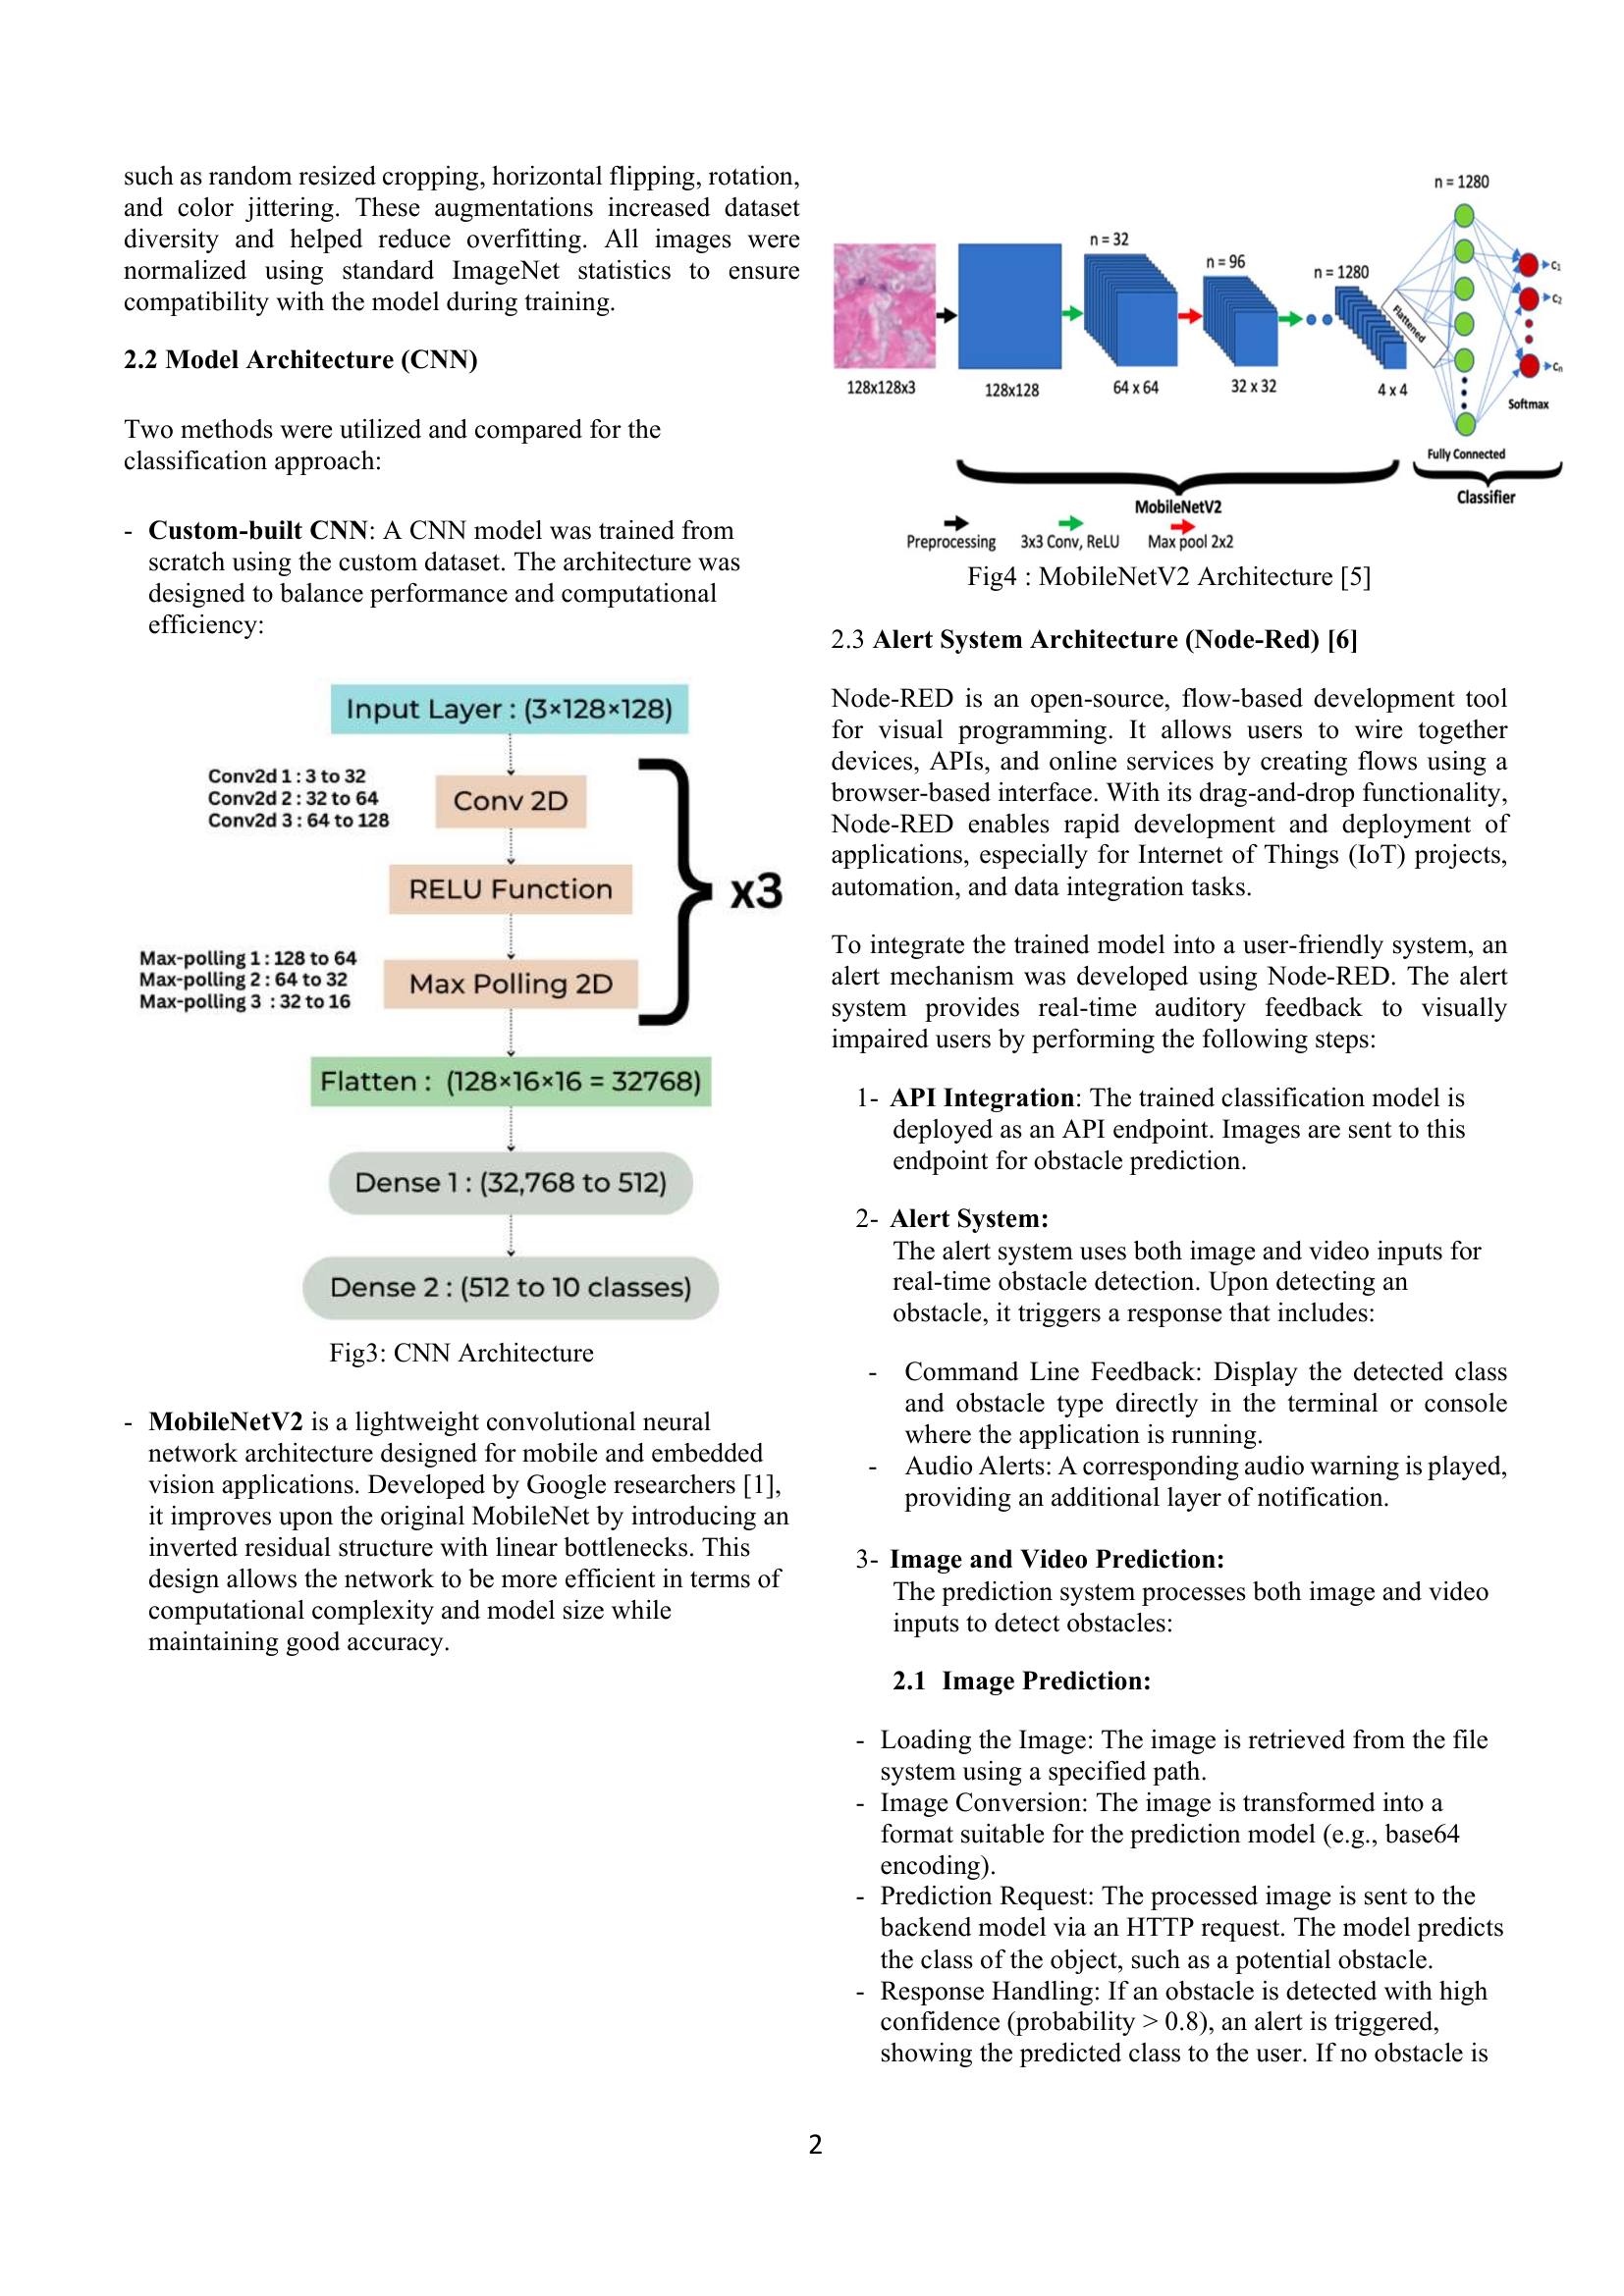 such as random resized cropping, horizontal flipping, rotation,
and color jittering. These augmentations increased dataset
diversity and helped reduce overfitting. All images were
normalized using standard ImageNet statistics to ensure
compatibility with the model during training.
2.2 Model Architecture (CNN)
Two methods were utilized and compared for the
classification approach:
- Custom-built CNN: A CNN model was trained from
scratch using the custom dataset. The architecture was
designed to balance performance and computational
efficiency:
Input Layer : (3×128×128)
Conv2d 1 : 3 to 32
Conv2d 2 : 32 to 64
Conv2d 3 : 64 to 128
Conv 2D
RELU Function
x3
Max-polling 1 : 128 to 64
Max-polling 2 : 64 to 32
Max-polling 3 : 32 to 16
Max Polling 2D
Flatten : (128×16×16 = 32768)
Dense 1 : (32,768 to 512)
Dense 2 : (512 to 10 classes)
Fig3: CNN Architecture
- MobileNetV2 is a lightweight convolutional neural
network architecture designed for mobile and embedded
vision applications. Developed by Google researchers [1],
it improves upon the original MobileNet by introducing an
inverted residual structure with linear bottlenecks. This
design allows the network to be more efficient in terms of
computational complexity and model size while
maintaining good accuracy.
n = 1280
n = 32
n = 96
n = 1280
Flattened
C1
C2
Cn
128x128x3
128x128
64 x 64
32 x 32
4 x 4
Softmax
Fully Connected
Classifier
MobileNetV2
Preprocessing
3x3 Conv, ReLU
Max pool 2x2
Fig4 : MobileNetV2 Architecture [5]
2.3 Alert System Architecture (Node-Red) [6]
Node-RED is an open-source, flow-based development tool
for visual programming. It allows users to wire together
devices, APIs, and online services by creating flows using a
browser-based interface. With its drag-and-drop functionality,
Node-RED enables rapid development and deployment of
applications, especially for Internet of Things (IoT) projects,
automation, and data integration tasks.
To integrate the trained model into a user-friendly system, an
alert mechanism was developed using Node-RED. The alert
system provides real-time auditory feedback to visually
impaired users by performing the following steps:
1- API Integration: The trained classification model is
deployed as an API endpoint. Images are sent to this
endpoint for obstacle prediction.
2- Alert System:
The alert system uses both image and video inputs for
real-time obstacle detection. Upon detecting an
obstacle, it triggers a response that includes:
- Command Line Feedback: Display the detected class
and obstacle type directly in the terminal or console
where the application is running.
- Audio Alerts: A corresponding audio warning is played,
providing an additional layer of notification.
3- Image and Video Prediction:
The prediction system processes both image and video
inputs to detect obstacles:
2.1 Image Prediction:
- Loading the Image: The image is retrieved from the file
system using a specified path.
- Image Conversion: The image is transformed into a
format suitable for the prediction model (e.g., base64
encoding).
- Prediction Request: The processed image is sent to the
backend model via an HTTP request. The model predicts
the class of the object, such as a potential obstacle.
- Response Handling: If an obstacle is detected with high
confidence (probability > 0.8), an alert is triggered,
showing the predicted class to the user. If no obstacle is
2